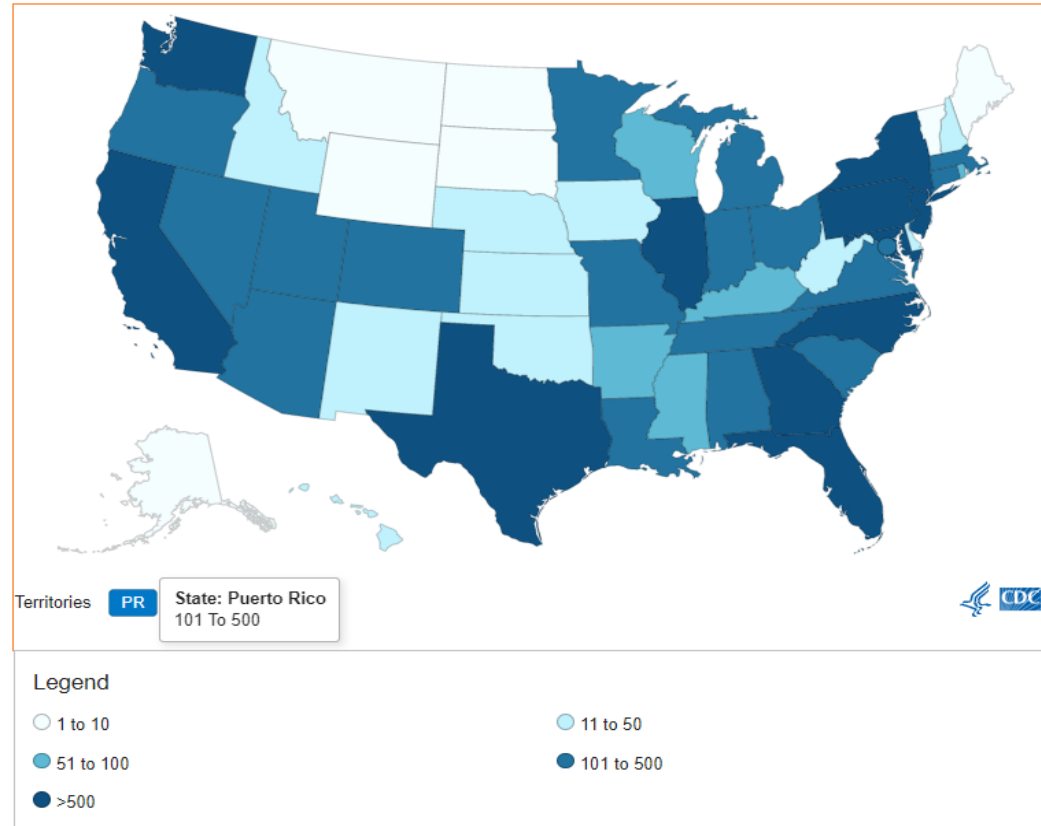 Territories
PR
State: Puerto Rico
101 To 500
CDC
Legend
1 to 10
11 to 50
51 to 100
101 to 500
>500